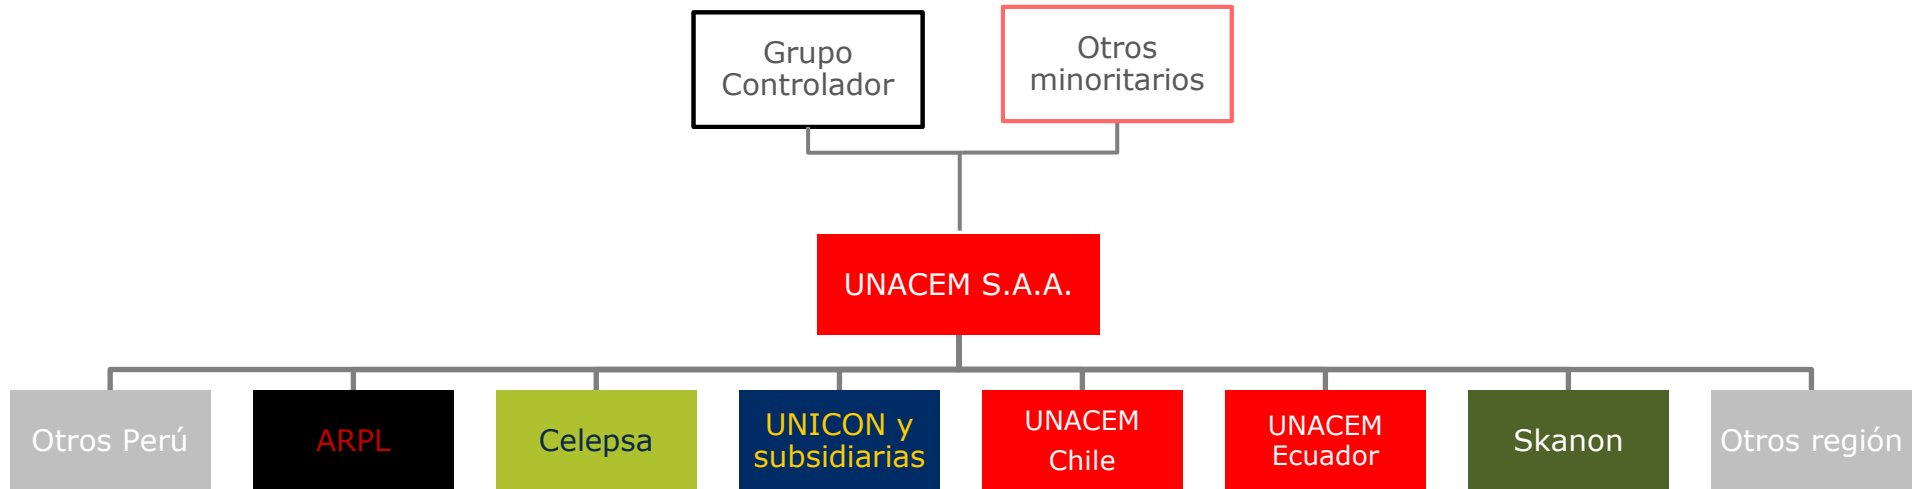 Grupo
Controlador
Otros
minoritarios
UNACEM S.A.A.
Otros Perú
ARPL
Celepsa
UNICON y
subsidiarias
UNACEM
Chile
UNACEM
Ecuador
Skanon
Otros región